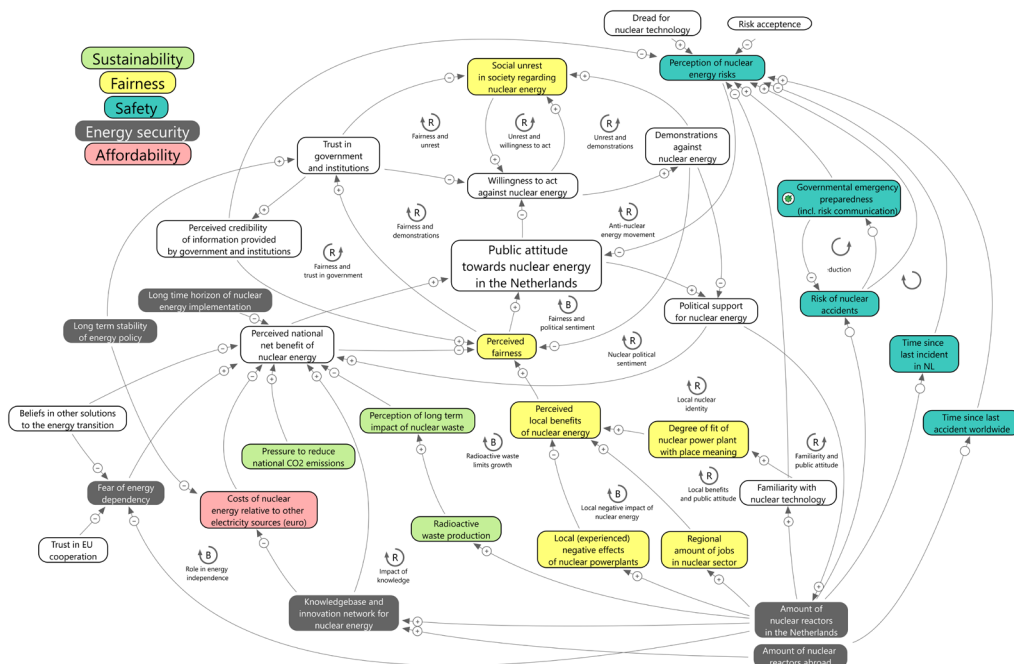 Dread for
nuclear technology
Risk acceptence
Sustainability
Fairness
Safety
Energy security
Affordability
Social unrest
in society regarding
nuclear energy
Perception of nuclear
energy risks
R
Fairness and
unrest
R
Unrest and
willingness to act
R
Unrest and
demonstrations
Trust in
government
and institutions
Demonstrations
against
nuclear energy
Willingness to act
against nuclear energy
Governmental emergency
preparedness
(incl. risk communication)
Perceived credibility
of information provided
by government and institutions
R
Fairness and
demonstrations
R
Anti-nuclear
energy movement
R
Fairness and
trust in government
Public attitude
towards nuclear energy
in the Netherlands
duction
Long time horizon of nuclear
energy implementation
Long term stability
of energy policy
B
Fairness and
political sentiment
Political support
for nuclear energy
Risk of nuclear
accidents
Perceived national
net benefit of
nuclear energy
Perceived
fairness
R
Nuclear political
sentiment
Time since
last incident
in NL
R
Local nuclear
identity
Beliefs in other solutions
to the energy transition
Perception of long term
impact of nuclear waste
Perceived
local benefits
of nuclear energy
Degree of fit of
nuclear power plant
with place meaning
Time since last
accident worldwide
B
Radioactive waste
limits growth
R
Familiarity and
public attitude
Pressure to reduce
national CO2 emissions
R
Local benefits
and public attitude
Fear of energy
dependency
Familiarity with
nuclear technology
Costs of nuclear
energy relative to other
electricity sources (euro)
B
Local negative impact of
nuclear energy
Radioactive
waste production
Local (experienced)
negative effects
of nuclear powerplants
Regional
amount of jobs
in nuclear sector
Trust in EU
cooperation
B
Role in energy
independence
R
Impact of
knowledge
Knowledgebase and
innovation network for
nuclear energy
Amount of
nuclear reactors
in the Netherlands
Amount of nuclear
reactors abroad